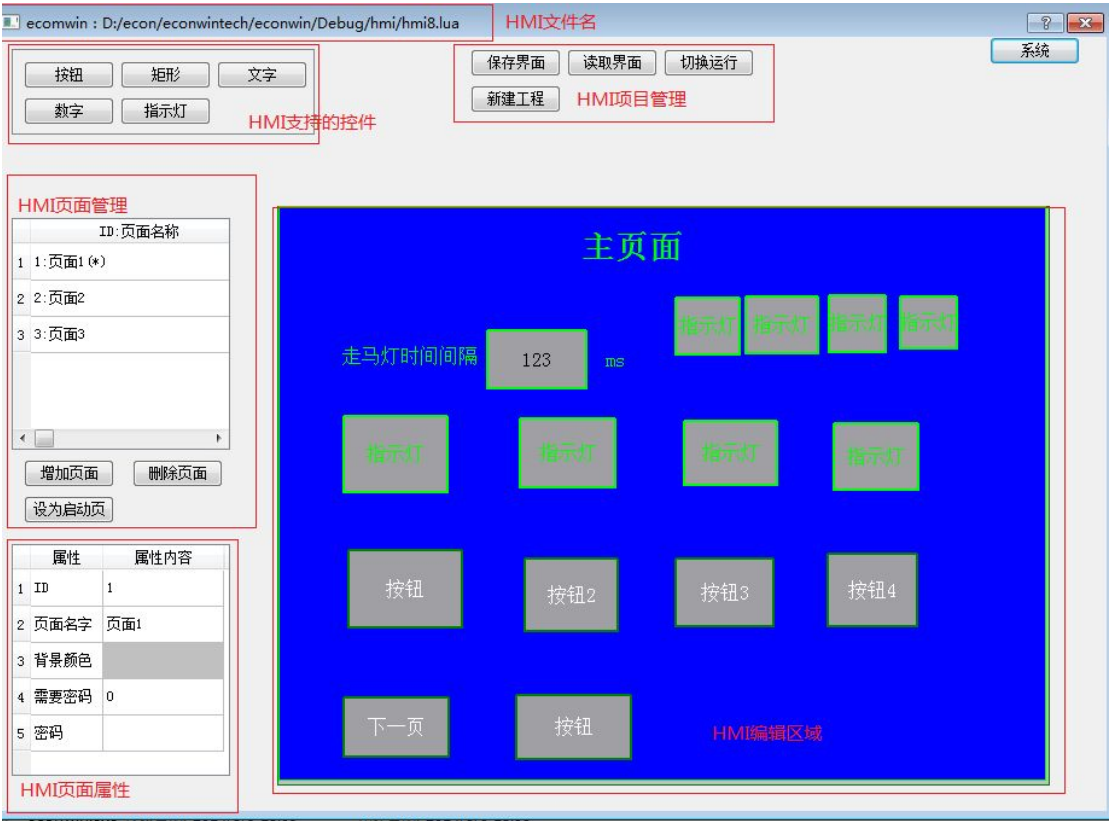 ecomwin : D:/econ/econwintech/econwin/Debug/hmi/hmi8.lua
HMI文件名
?
系统
按钮
矩形
文字
数字
指示灯
HMI支持的控件
保存界面
读取界面
切换运行
新建工程
HMI项目管理
HMI页面管理
ID:页面名称
1 1:页面1(*)
2 2:页面2
3 3:页面3
增加页面
删除页面
设为启动页
属性 属性内容
1 ID 1
2 页面名字 页面1
3 背景颜色
4 需要密码 0
5 密码
HMI页面属性
主页面
指示灯 指示灯 指示灯 指示灯
走马灯时间间隔 123 ms
指示灯 指示灯 指示灯 指示灯
按钮 按钮2 按钮3 按钮4
下一页 按钮
HMI编辑区域